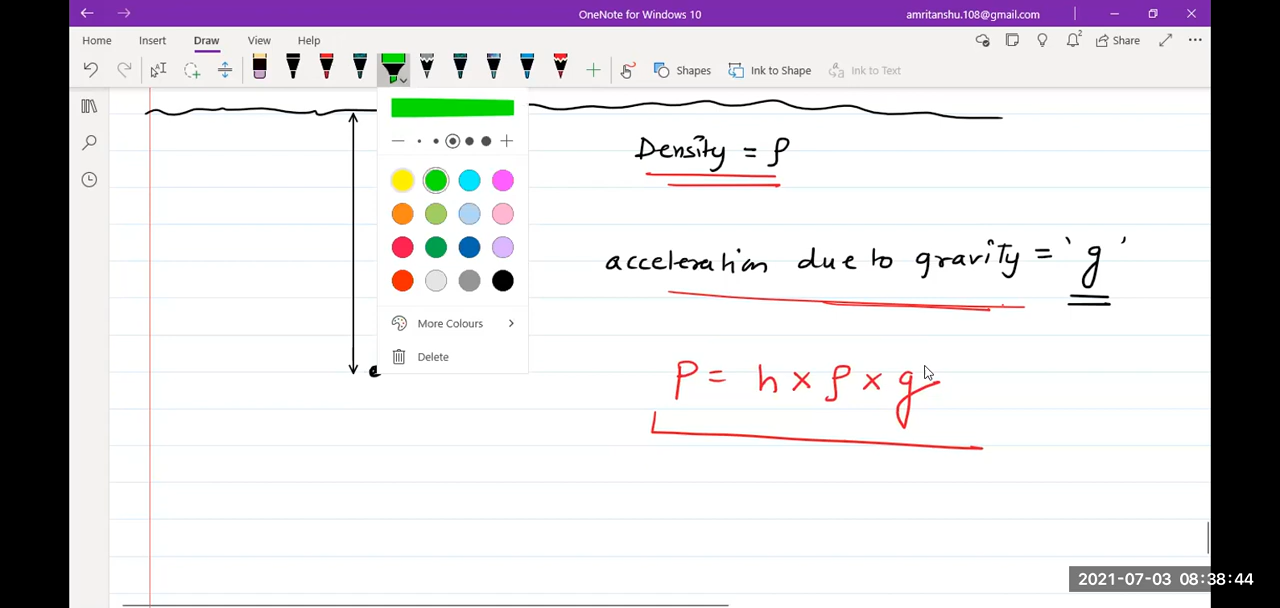 OneNote for Windows 10
amritanshu.108@gmail.com
Home Insert Draw View Help
2 Share
Shapes Ink to Shape Ink to Text
Density = ρ
acceleration due to gravity = 'g'
More Colours
Delete
P = h × ρ × g
2021-07-03 08:38:44